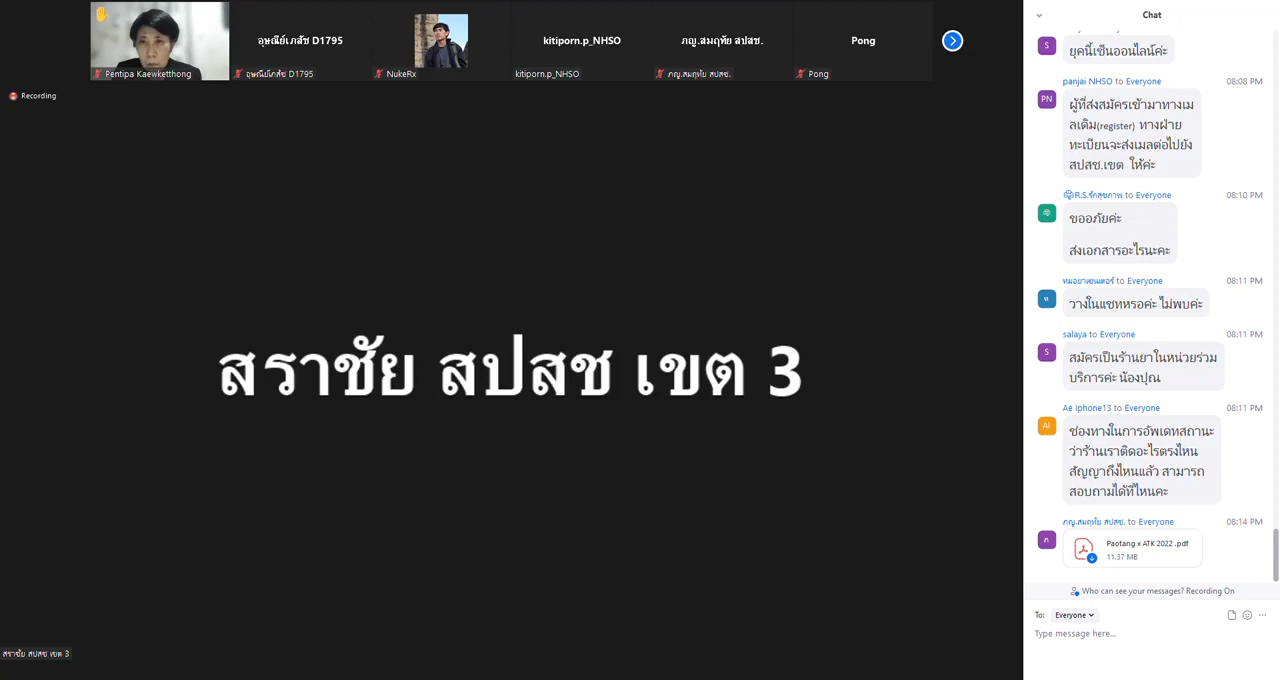 อุษณีย์เภสัช D1795
kitiporn.p_NHSO
ภญ.สมฤทัย สปสช.
Pong
Pentipa Kaewketthong
อุษณีย์เภสัช D1795
NukeRx
kitiporn.p_NHSO
ภญ.สมฤทัย สปสช.
Pong
Recording
สราชัย สปสช เขต 3
สราชัย สปสช เขต 3
Chat
S
ยุคนี้เซ็นออนไลน์ค่ะ
panjai NHSO to Everyone 08:08 PM
PN
ผู้ที่ส่งสมัครเข้ามาทางเม
ลเดิม(register) ทางฝ่าย
ทะเบียนจะส่งเมลต่อไปยัง
สปสช.เขต ให้ค่ะ
R.S.รักสุขภาพ to Everyone 08:10 PM
ขออภัยค่ะ
ส่งเอกสารอะไรนะคะ
หมอยาเซนเตอร์ to Everyone 08:11 PM
ห
วางในแชทหรอค่ะ ไม่พบค่ะ
salaya to Everyone 08:11 PM
S
สมัครเป็นร้านยาในหน่วยร่วม
บริการค่ะ น้องปุณ
Ae Iphone13 to Everyone 08:11 PM
AI
ช่องทางในการอัพเดทสถานะ
ว่าร้านเราติดอะไรตรงไหน
สัญญาถึงไหนแล้ว สามารถ
สอบถามได้ที่ไหนคะ
ภญ.สมฤทัย สปสช. to Everyone 08:14 PM
ภ
Paotang x ATK 2022 .pdf
11.37 MB
Who can see your messages? Recording On
To: Everyone
Type message here...